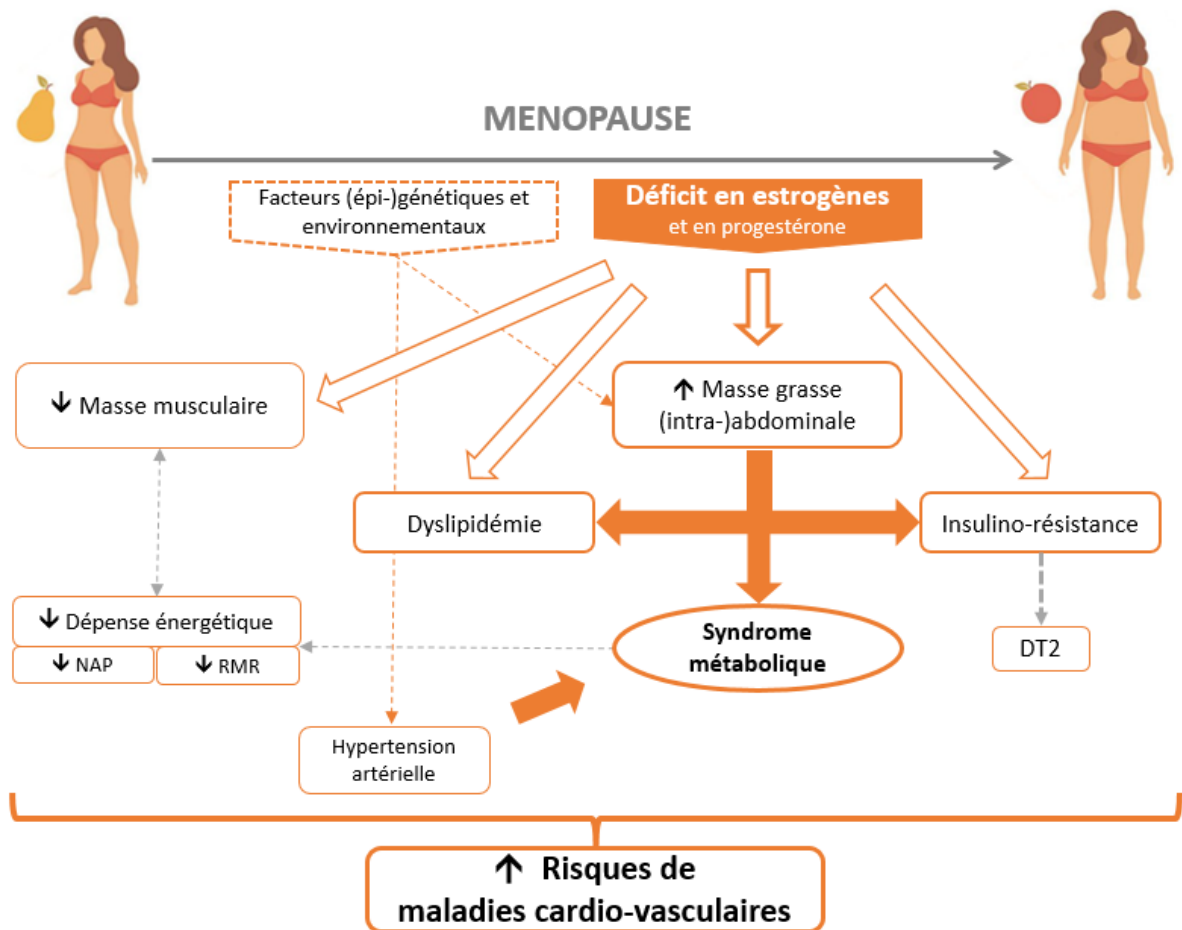 MENOPAUSE
Facteurs (épi-)génétiques et
environnementaux
Déficit en estrogènes
et en progestérone
↓ Masse musculaire
↑ Masse grasse
(intra-)abdominale
Dyslipidémie
Insulino-résistance
↓ Dépense énergétique
↓ NAP
↓ RMR
Syndrome
métabolique
DT2
Hypertension
artérielle
↑ Risques de
maladies cardio-vasculaires